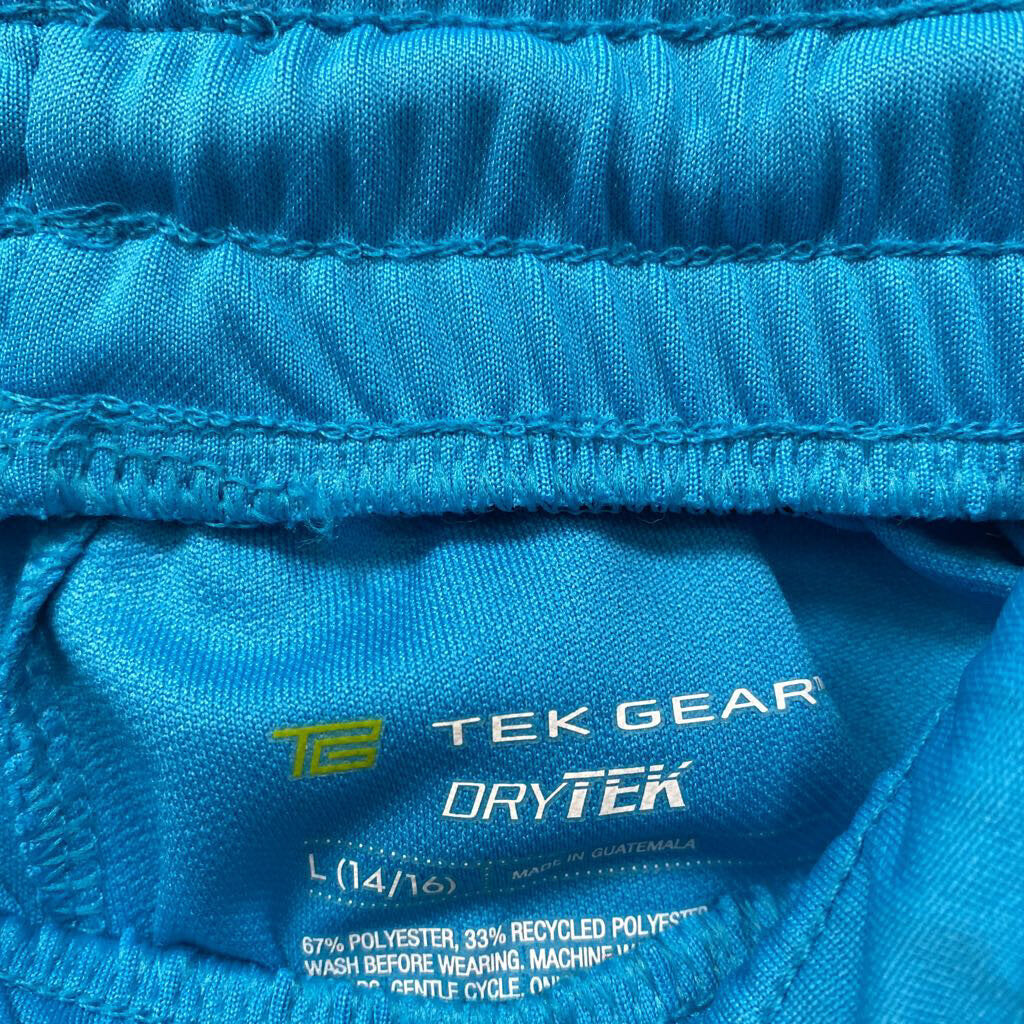 TG TEK GEAR™
DRYTEK
L (14/16) MADE IN GUATEMALA
67% POLYESTER, 33% RECYCLED POLYESTER
WASH BEFORE WEARING. MACHINE
GENTLE CYCLE.